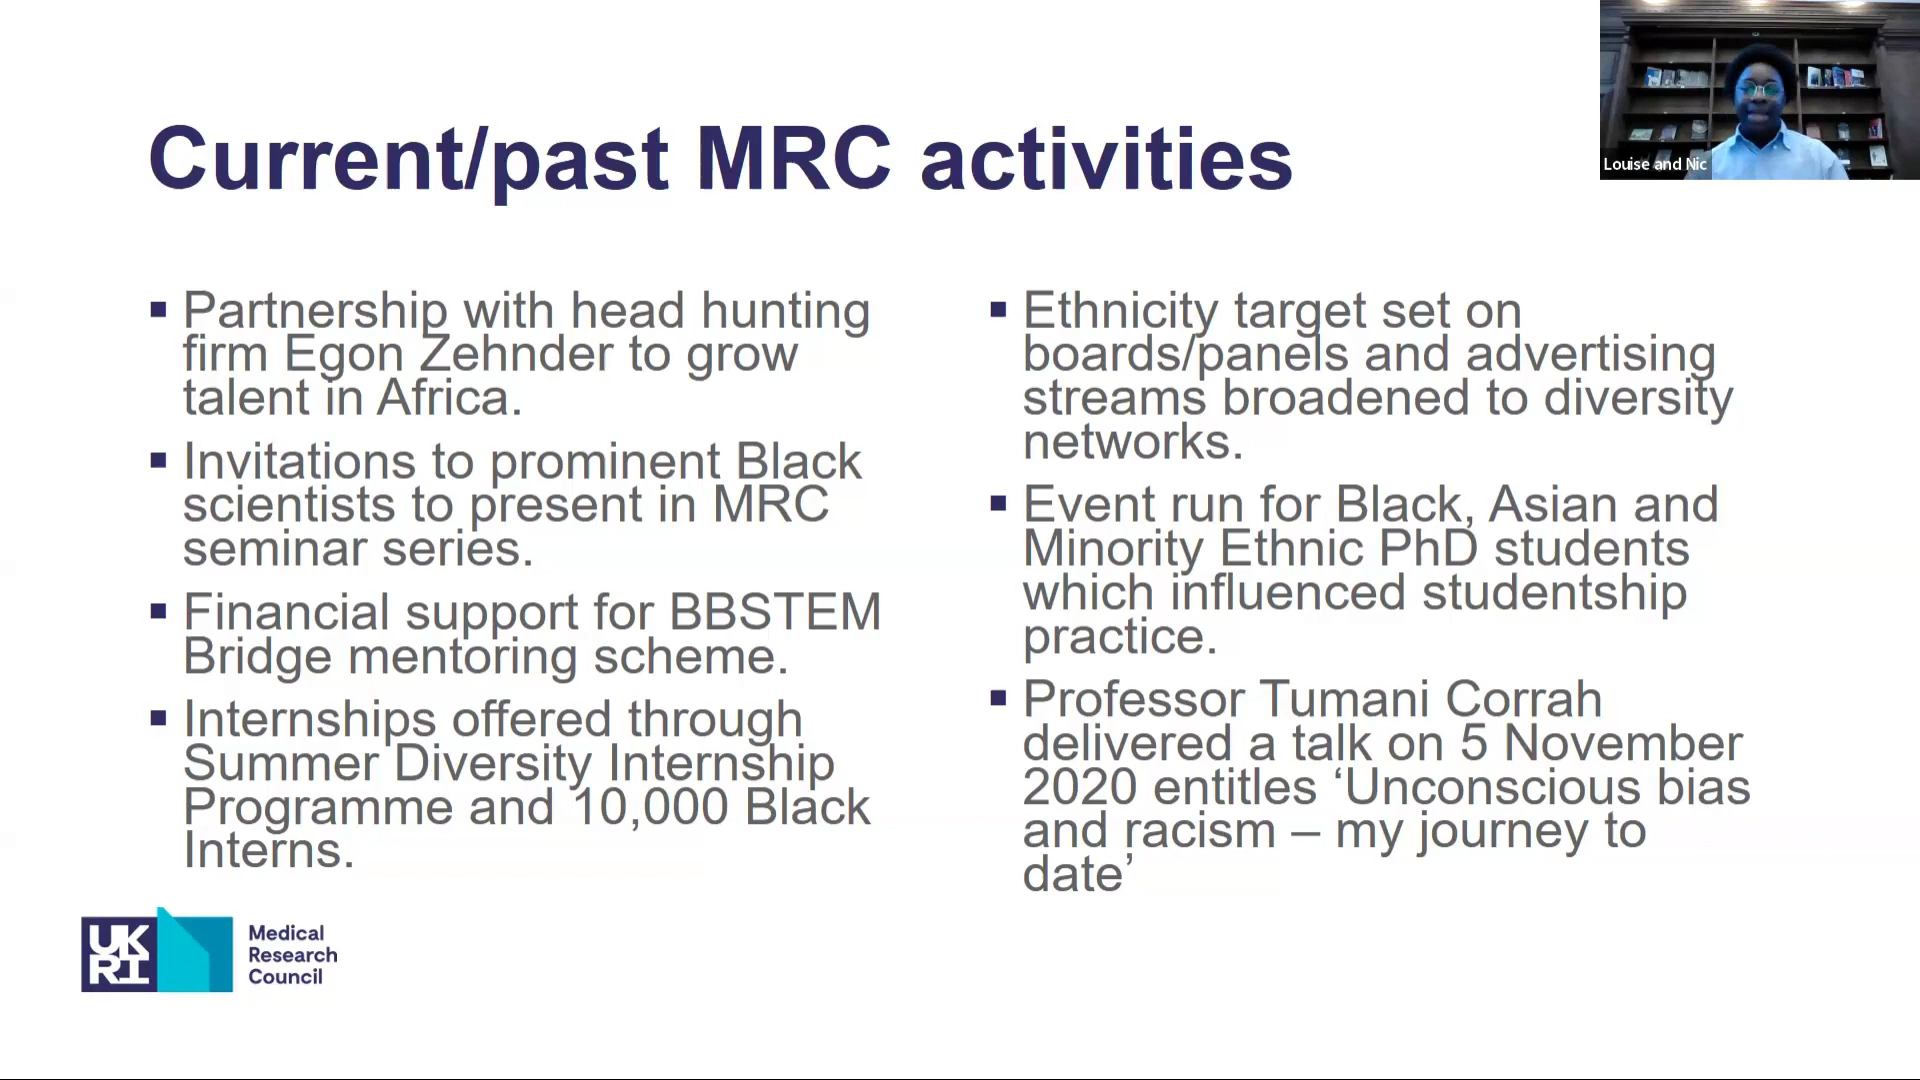 Current/past MRC activities
Louise and Nic
▪ Partnership with head hunting
firm Egon Zehnder to grow
talent in Africa.
▪ Invitations to prominent Black
scientists to present in MRC
seminar series.
▪ Financial support for BBSTEM
Bridge mentoring scheme.
▪ Internships offered through
Summer Diversity Internship
Programme and 10,000 Black
Interns.
▪ Ethnicity target set on
boards/panels and advertising
streams broadened to diversity
networks.
▪ Event run for Black, Asian and
Minority Ethnic PhD students
which influenced studentship
practice.
▪ Professor Tumani Corrah
delivered a talk on 5 November
2020 entitles ‘Unconscious bias
and racism – my journey to
date’
UK
RI
Medical
Research
Council